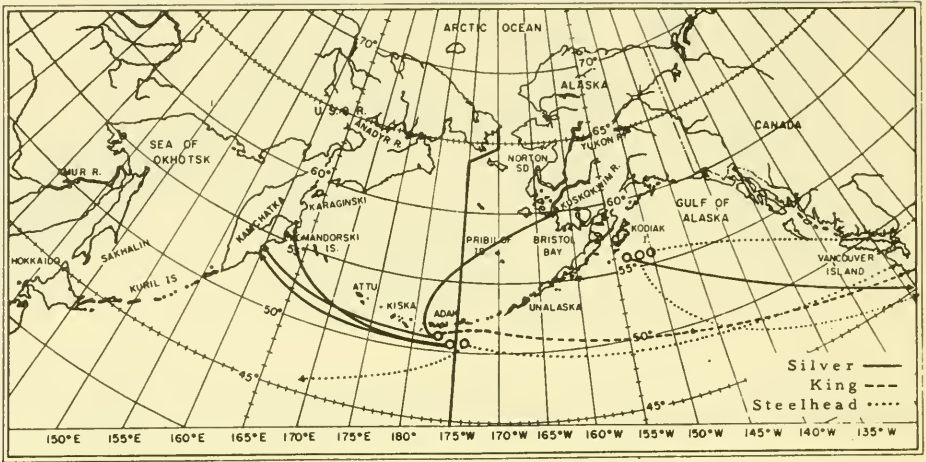 ARCTIC OCEAN
70°
70°
ALASKA
U.S.S.R.
ANADYR R.
65°
YUKON R.
CANADA
SEA OF
OKHOTSK
NORTON
SD
60°
KUSKOKWIM R.
60°
GULF OF
ALASKA
KARAGINSKI
KAMCHATKA
KOMANDORSKI
IS.
PRIBILOF
IS.
BRISTOL
BAY
KODIAK
I.
AMUR R.
SAKHALIN
HOKKAIDO
KURIL IS
VANCOUVER
ISLAND
55°
55°
ATTU
KISKA
ADAK
UNALASKA
50°
50°
45°
45°
Silver
King
Steelhead
150°E 155°E 160°E 165°E 170°E 175°E 180° 175°W 170°W 165°W 160°W 155°W 150°W 145°W 140°W 135°W